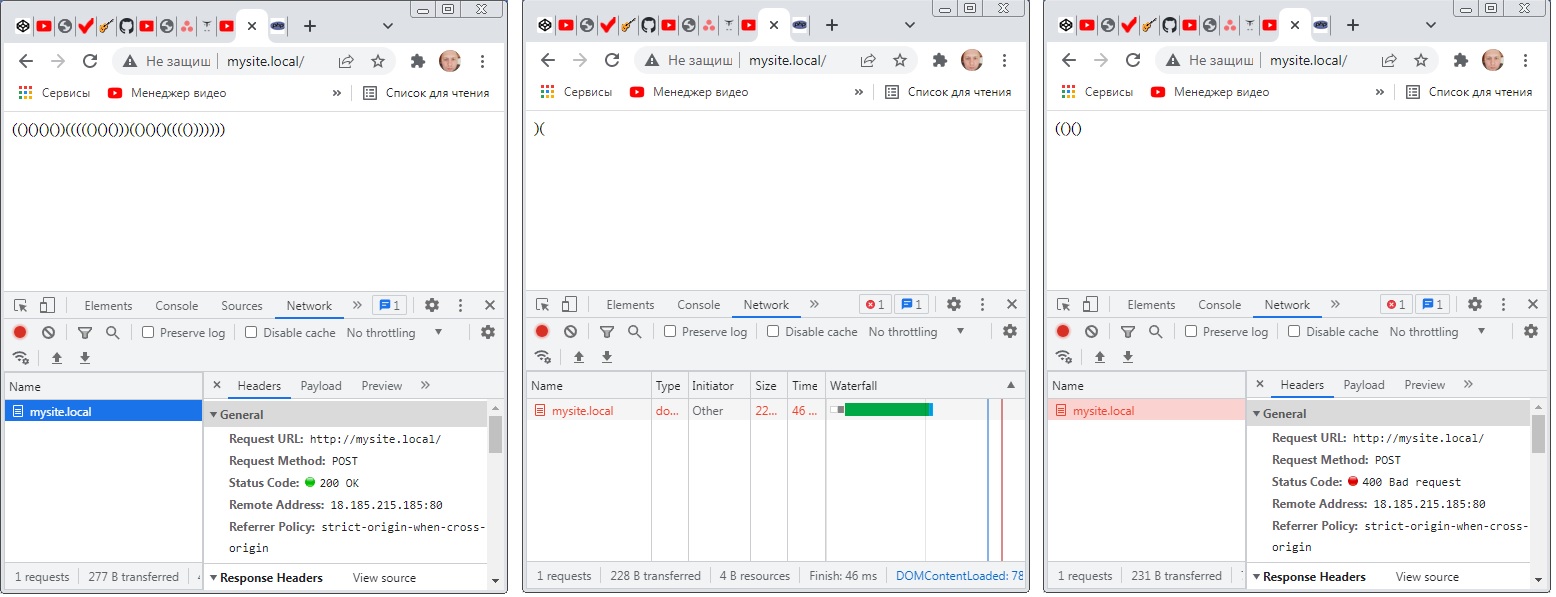 Не защищ mysite.local/
Сервисы Менеджер видео » Список для чтения
(()()()())((((()()()))(()()()(((()))))))
Elements Console Sources Network » 1
Preserve log Disable cache No throttling
Name
mysite.local
Headers Payload Preview »
General
Request URL: http://mysite.local/
Request Method: POST
Status Code: 200 OK
Remote Address: 18.185.215.185:80
Referrer Policy: strict-origin-when-cross-
origin
Response Headers View source
1 requests 277 B transferred
Не защищ mysite.local/
Сервисы Менеджер видео » Список для чтения
)(
Elements Console Network » 1 1
Preserve log Disable cache No throttling
Name Type Initiator Size Time Waterfall
mysite.local do... Other 22... 46 ...
1 requests 228 B transferred 4 B resources Finish: 46 ms DOMContentLoaded: 78
Не защищ mysite.local/
Сервисы Менеджер видео » Список для чтения
(()()
Elements Console Network » 1 1
Preserve log Disable cache No throttling
Name
mysite.local
Headers Payload Preview »
General
Request URL: http://mysite.local/
Request Method: POST
Status Code: 400 Bad request
Remote Address: 18.185.215.185:80
Referrer Policy: strict-origin-when-cross-
origin
Response Headers View source
1 requests 231 B transferred